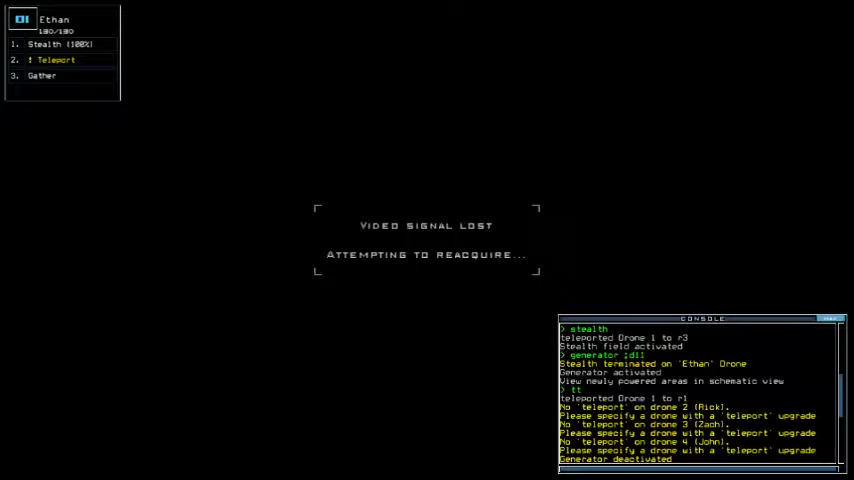 01 Ethan
130/130
1. Stealth (100%)
2. ! Teleport
3. Gather
VIDEO SIGNAL LOST
ATTEMPTING TO REACQUIRE...
CONSOLE
> stealth
teleported Drone 1 to r3
Stealth field activated
> generator ;d11
Stealth terminated on 'Ethan' Drone
Generator activated
View newly powered areas in schematic view
> tt
teleported Drone 1 to r1
No 'teleport' on drone 2 (Rick).
Please specify a drone with a 'teleport' upgrade
No 'teleport' on drone 3 (Zach).
Please specify a drone with a 'teleport' upgrade
No 'teleport' on drone 4 (John).
Please specify a drone with a 'teleport' upgrade
Generator deactivated